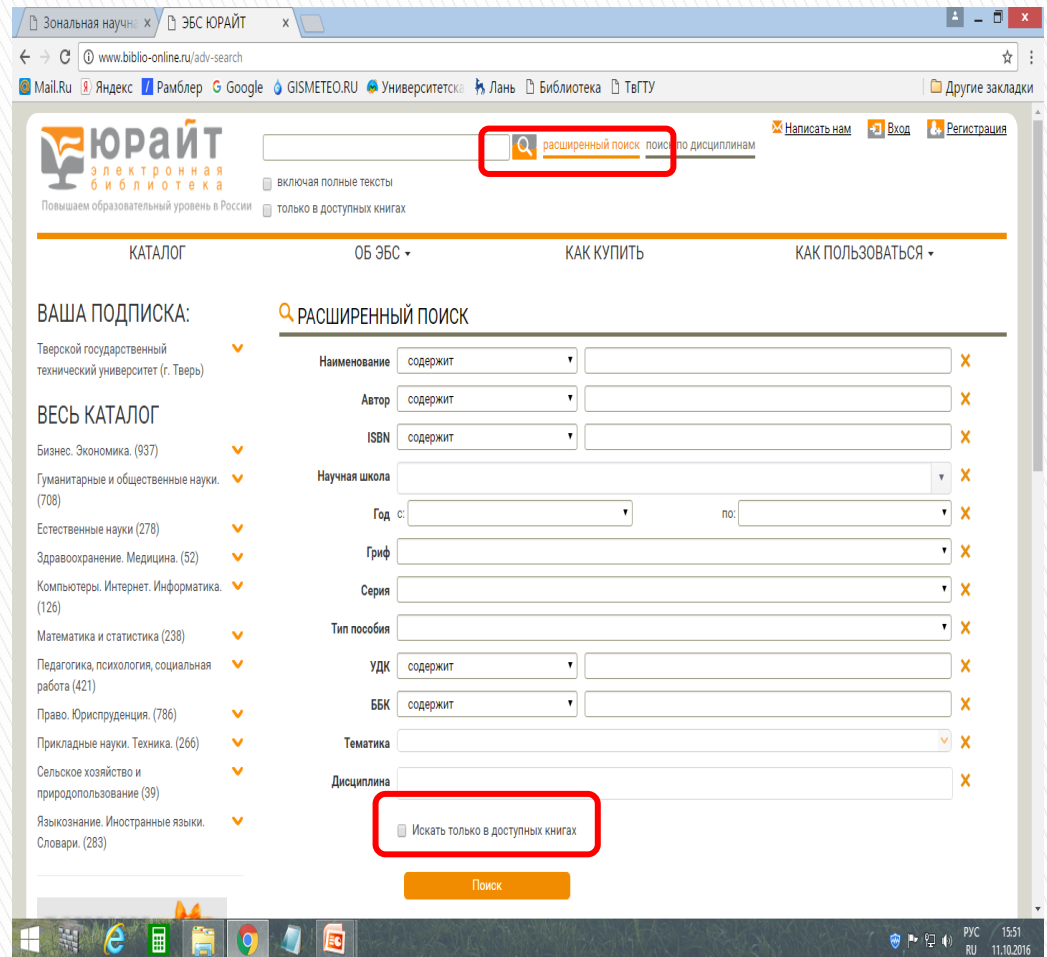 Зональная научн
ЭБС ЮРАЙТ
www.biblio-online.ru/adv-search
Mail.Ru Яндекс Рамблер Google GISMETEO.RU Университетска Лань Библиотека ТвГТУ Другие закладки
юрайт
электронная
библиотека
Повышаем образовательный уровень в России
расширенный поиск поиск по дисциплинам
включая полные тексты
только в доступных книгах
Написать нам Вход Регистрация
КАТАЛОГ ОБ ЭБС КАК КУПИТЬ КАК ПОЛЬЗОВАТЬСЯ
ВАША ПОДПИСКА:
Тверской государственный
технический университет (г. Тверь)
ВЕСЬ КАТАЛОГ
Бизнес. Экономика. (937)
Гуманитарные и общественные науки.
(708)
Естественные науки (278)
Здравоохранение. Медицина. (52)
Компьютеры. Интернет. Информатика.
(126)
Математика и статистика (238)
Педагогика, психология, социальная
работа (421)
Право. Юриспруденция. (786)
Прикладные науки. Техника. (266)
Сельское хозяйство и
природопользование (39)
Языкознание. Иностранные языки.
Словари. (283)
РАСШИРЕННЫЙ ПОИСК
Наименование содержит
Автор содержит
ISBN содержит
Научная школа
Год с: по:
Гриф
Серия
Тип пособия
УДК содержит
ББК содержит
Тематика
Дисциплина
Искать только в доступных книгах
Поиск
РУС 15:51
RU 11.10.2016